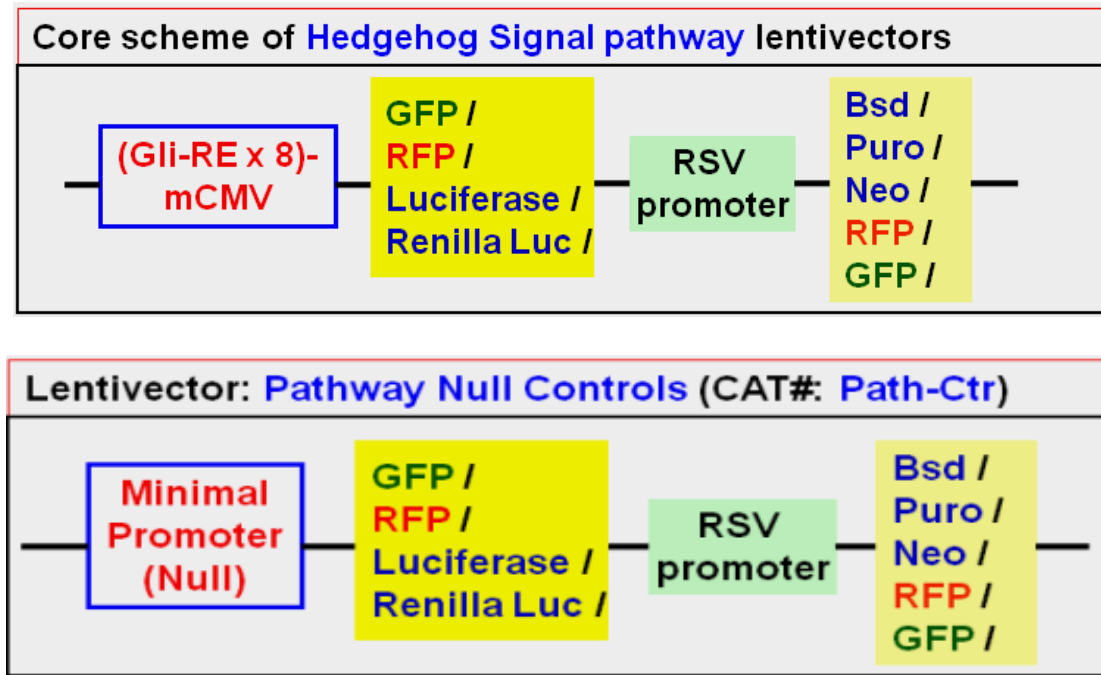 Core scheme of Hedgehog Signal pathway lentivectors
(Gli-RE x 8)-
mCMV
GFP /
RFP /
Luciferase /
Renilla Luc /
RSV
promoter
Bsd /
Puro /
Neo /
RFP /
GFP /
Lentivector: Pathway Null Controls (CAT#: Path-Ctr)
Minimal
Promoter
(Null)
GFP /
RFP /
Luciferase /
Renilla Luc /
RSV
promoter
Bsd /
Puro /
Neo /
RFP /
GFP /